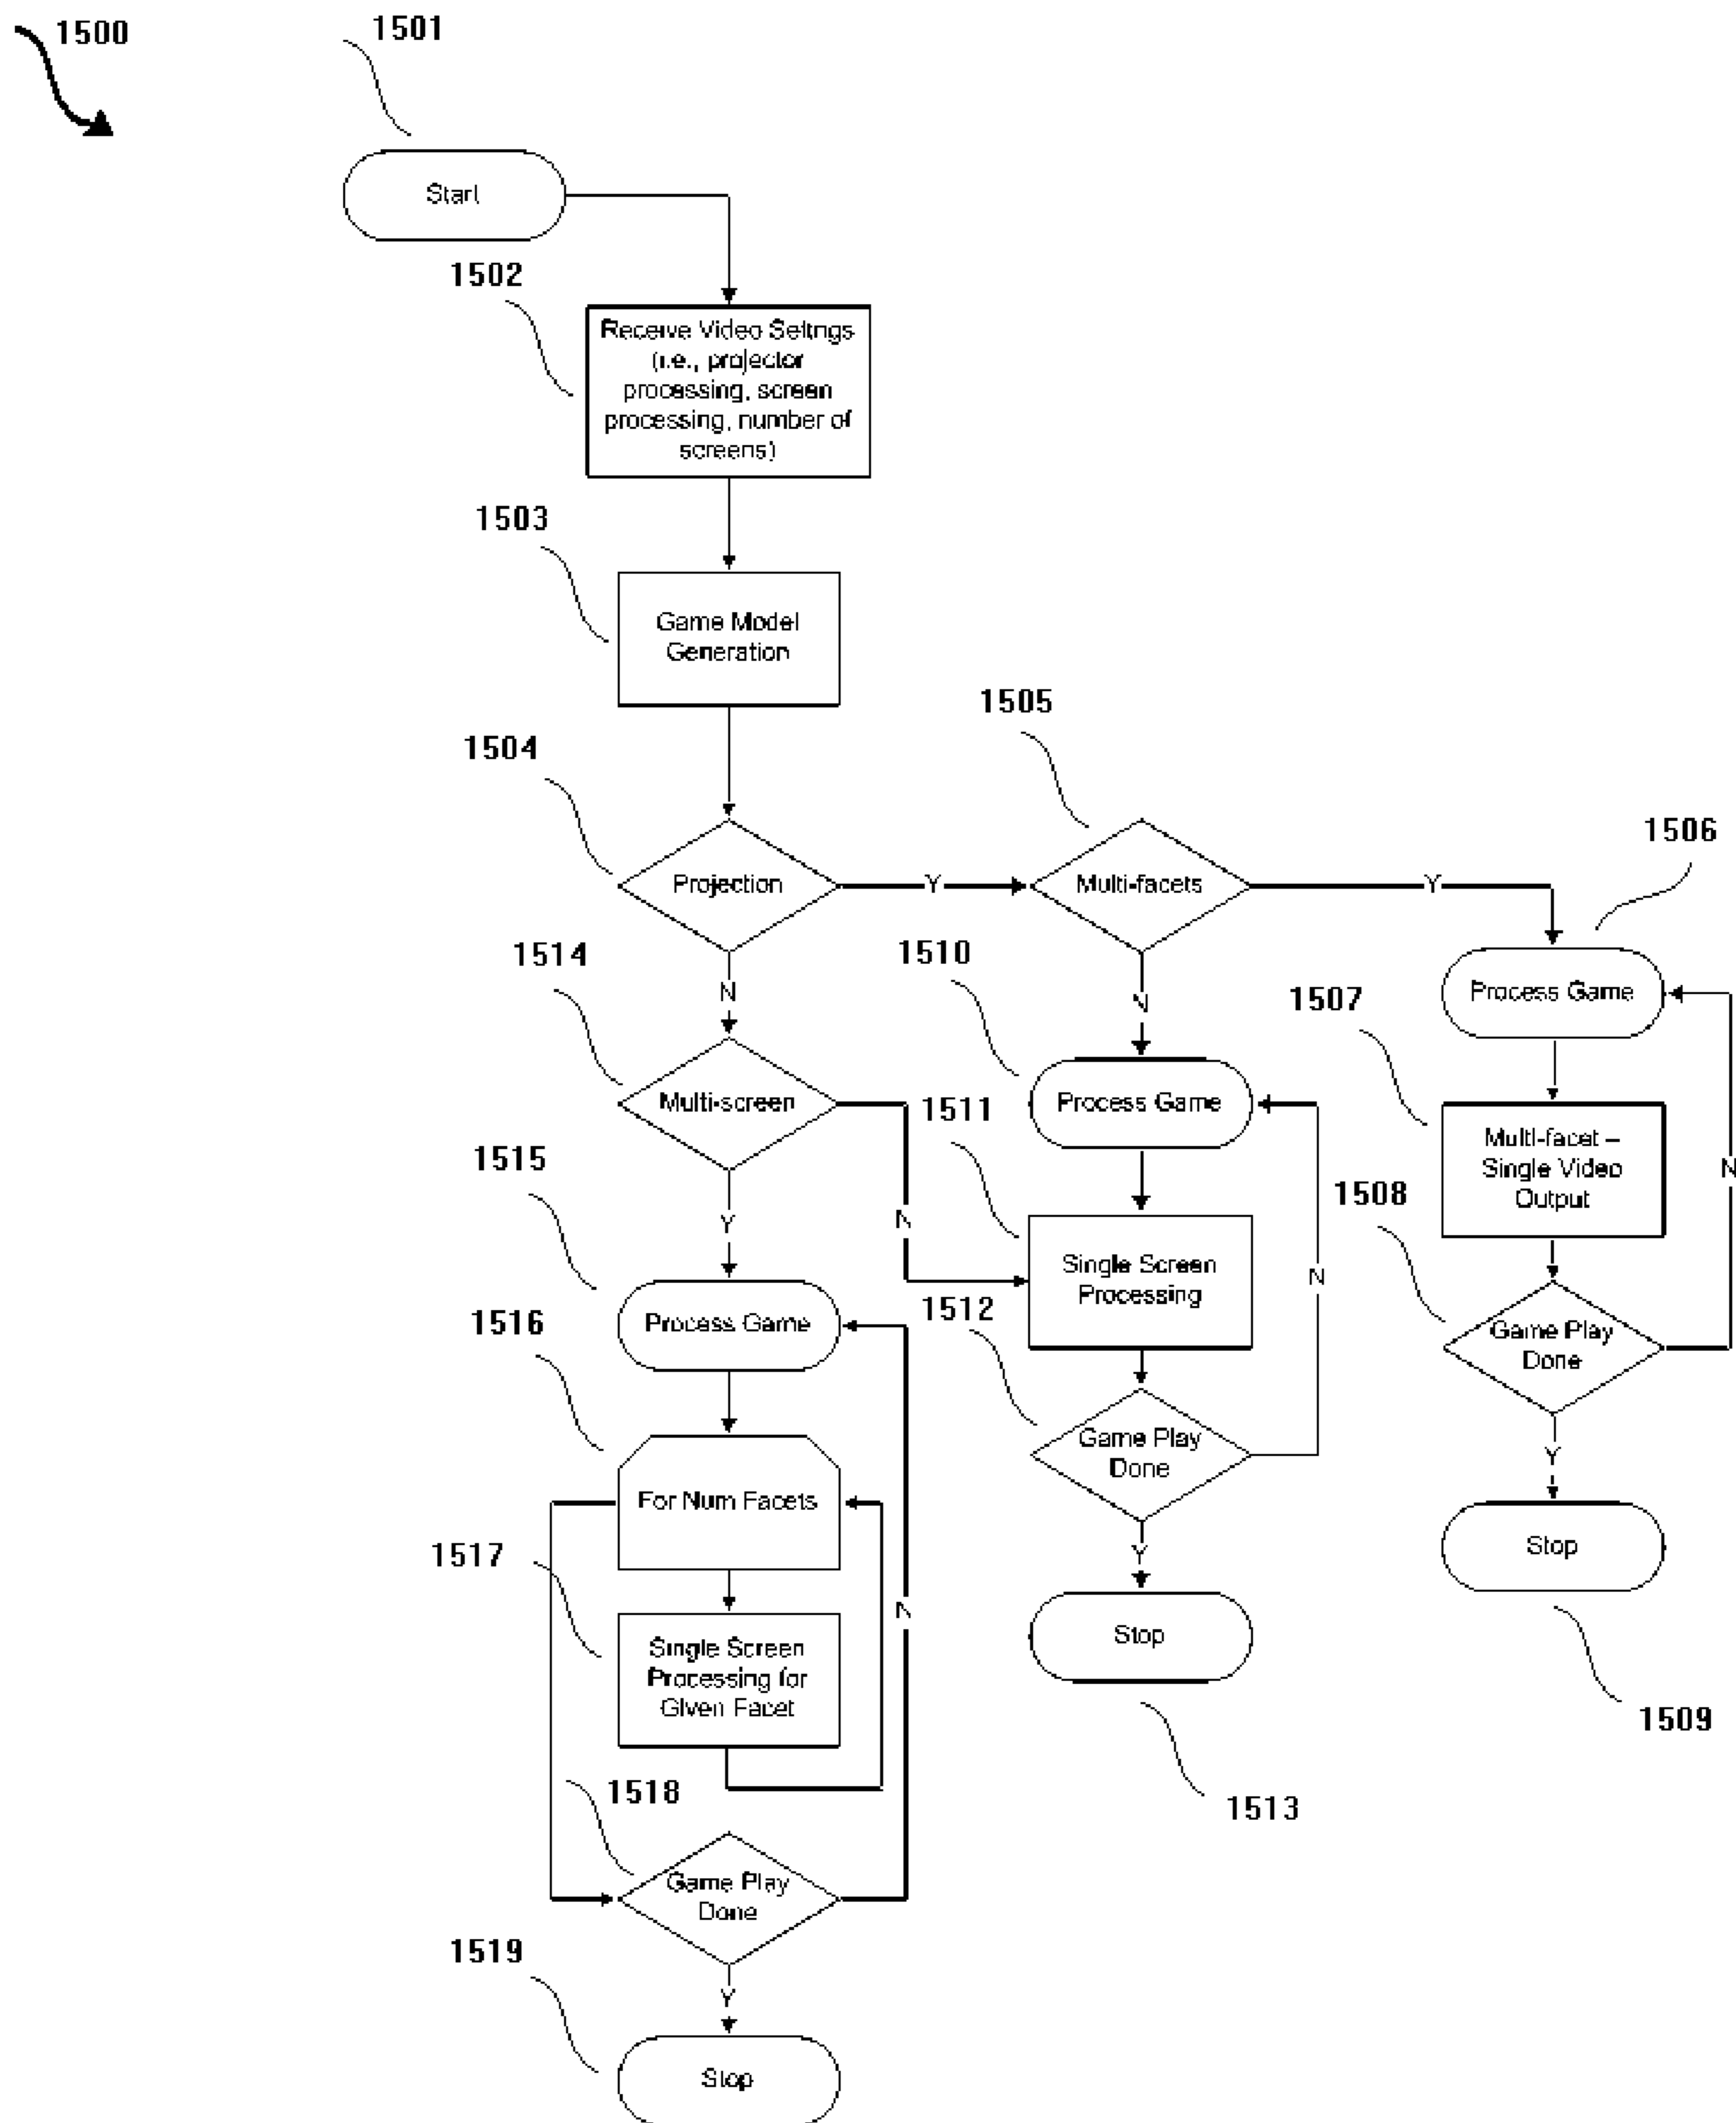 1500
1501
Start
1502
Receive Video Settings
(i.e., projector
processing, screen
processing, number of
screens)
1503
Game Model
Generation
1504
Projection
Y
1505
Multi-facets
Y
1506
Process Game
N
1514
Multi-screen
N
1510
Process Game
1507
Multi-facet –
Single Video
Output
N
1508
Game Play
Done
Y
Stop
1509
1511
Single Screen
Processing
N
N
1512
Game Play
Done
Y
Stop
1513
Y
1515
Process Game
1516
For Num Facets
1517
Single Screen
Processing for
Given Facet
N
1518
Game Play
Done
Y
1519
Stop